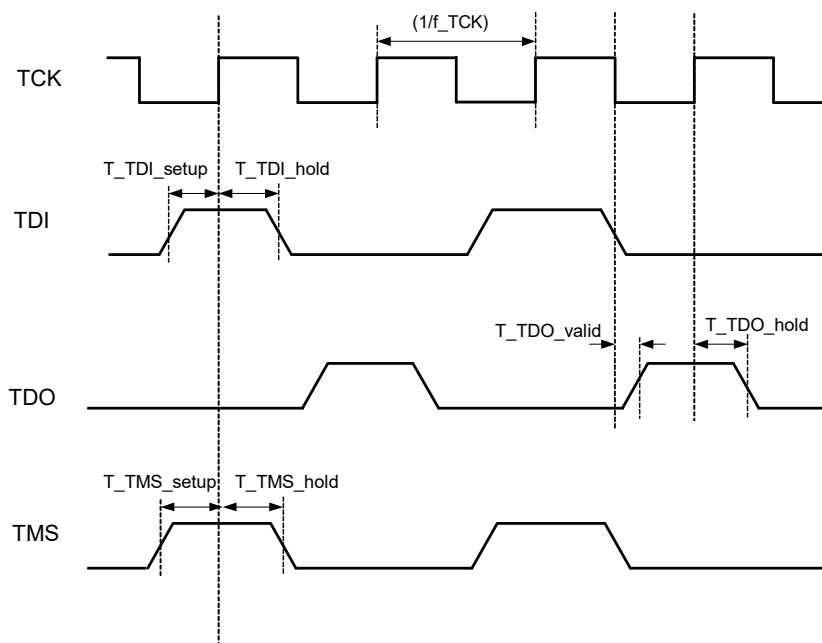 (1/f_TCK)
TCK
T_TDI_setup
T_TDI_hold
TDI
T_TDO_valid
T_TDO_hold
TDO
T_TMS_setup
T_TMS_hold
TMS